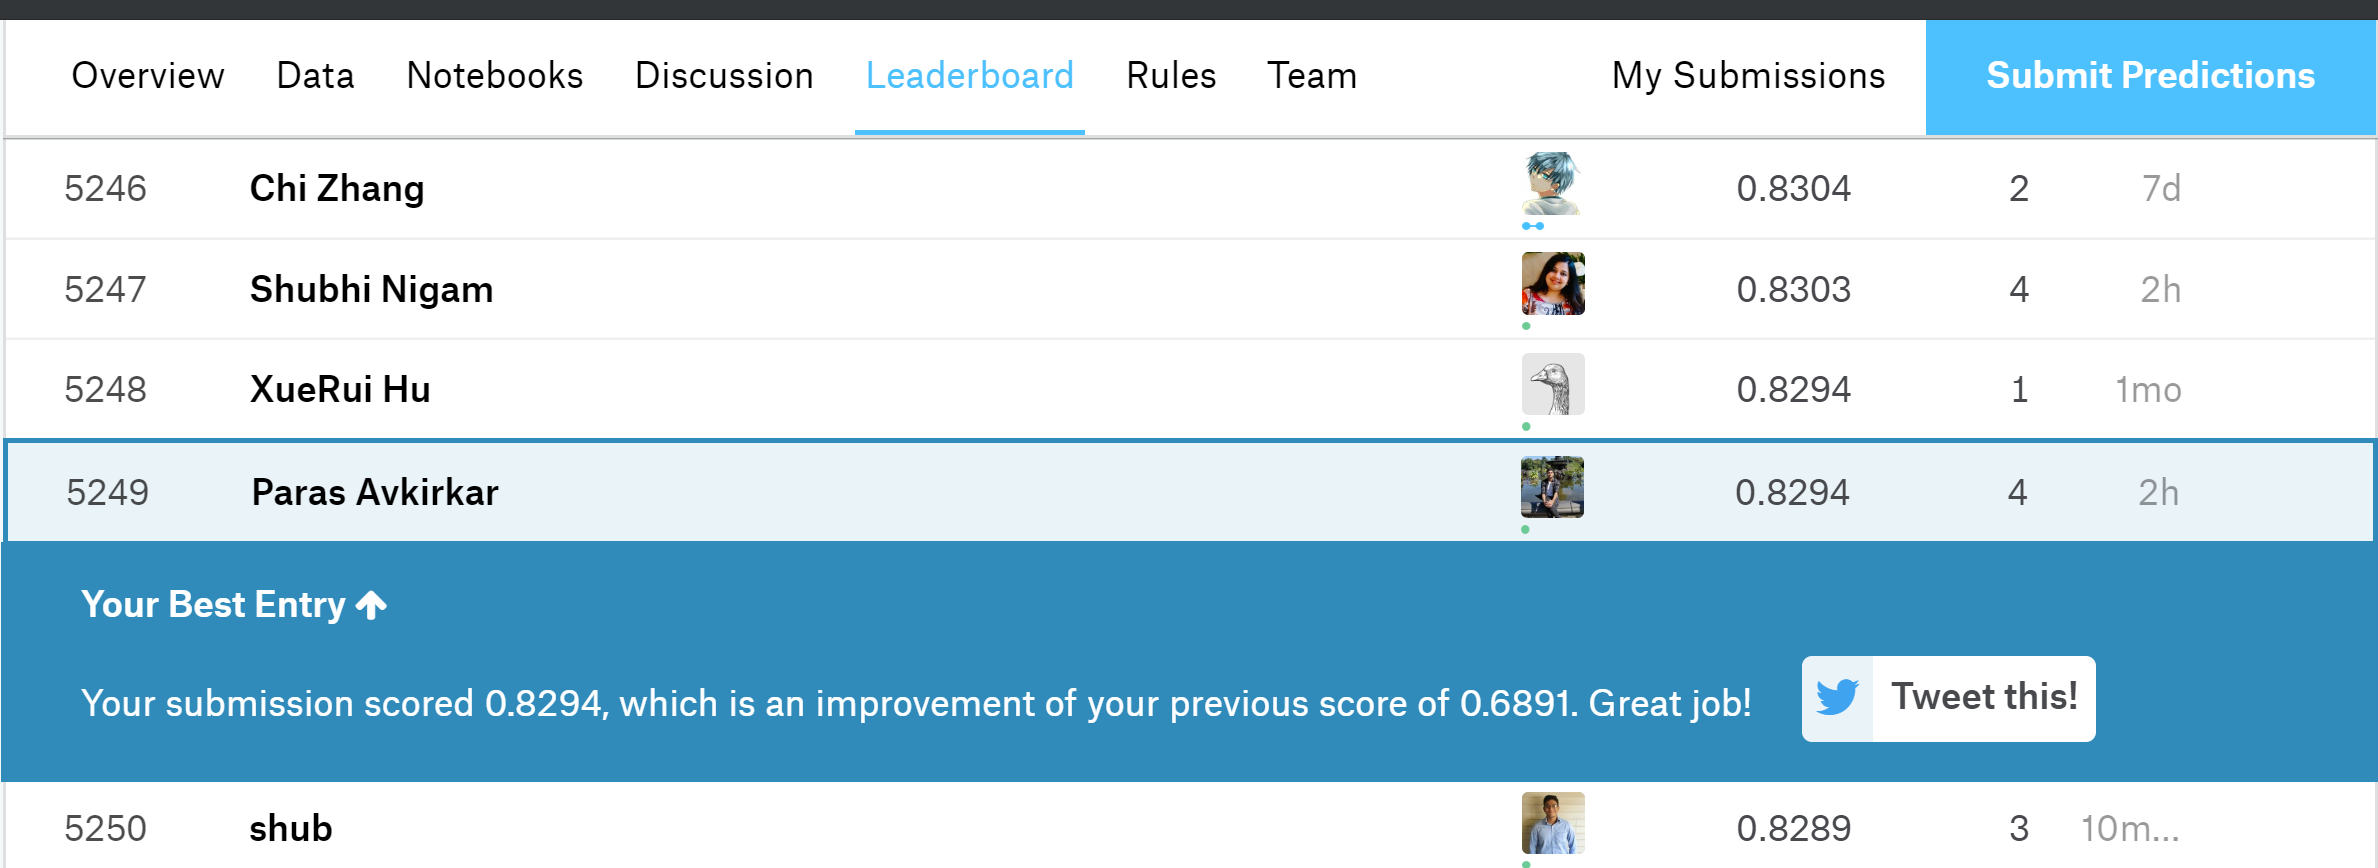 Overview Data Notebooks Discussion Leaderboard Rules Team My Submissions Submit Predictions
5246 Chi Zhang 0.8304 2 7d
5247 Shubhi Nigam 0.8303 4 2h
5248 XueRui Hu 0.8294 1 1mo
5249 Paras Avkirkar 0.8294 4 2h
Your Best Entry
Your submission scored 0.8294, which is an improvement of your previous score of 0.6891. Great job! Tweet this!
5250 shub 0.8289 3 10m...